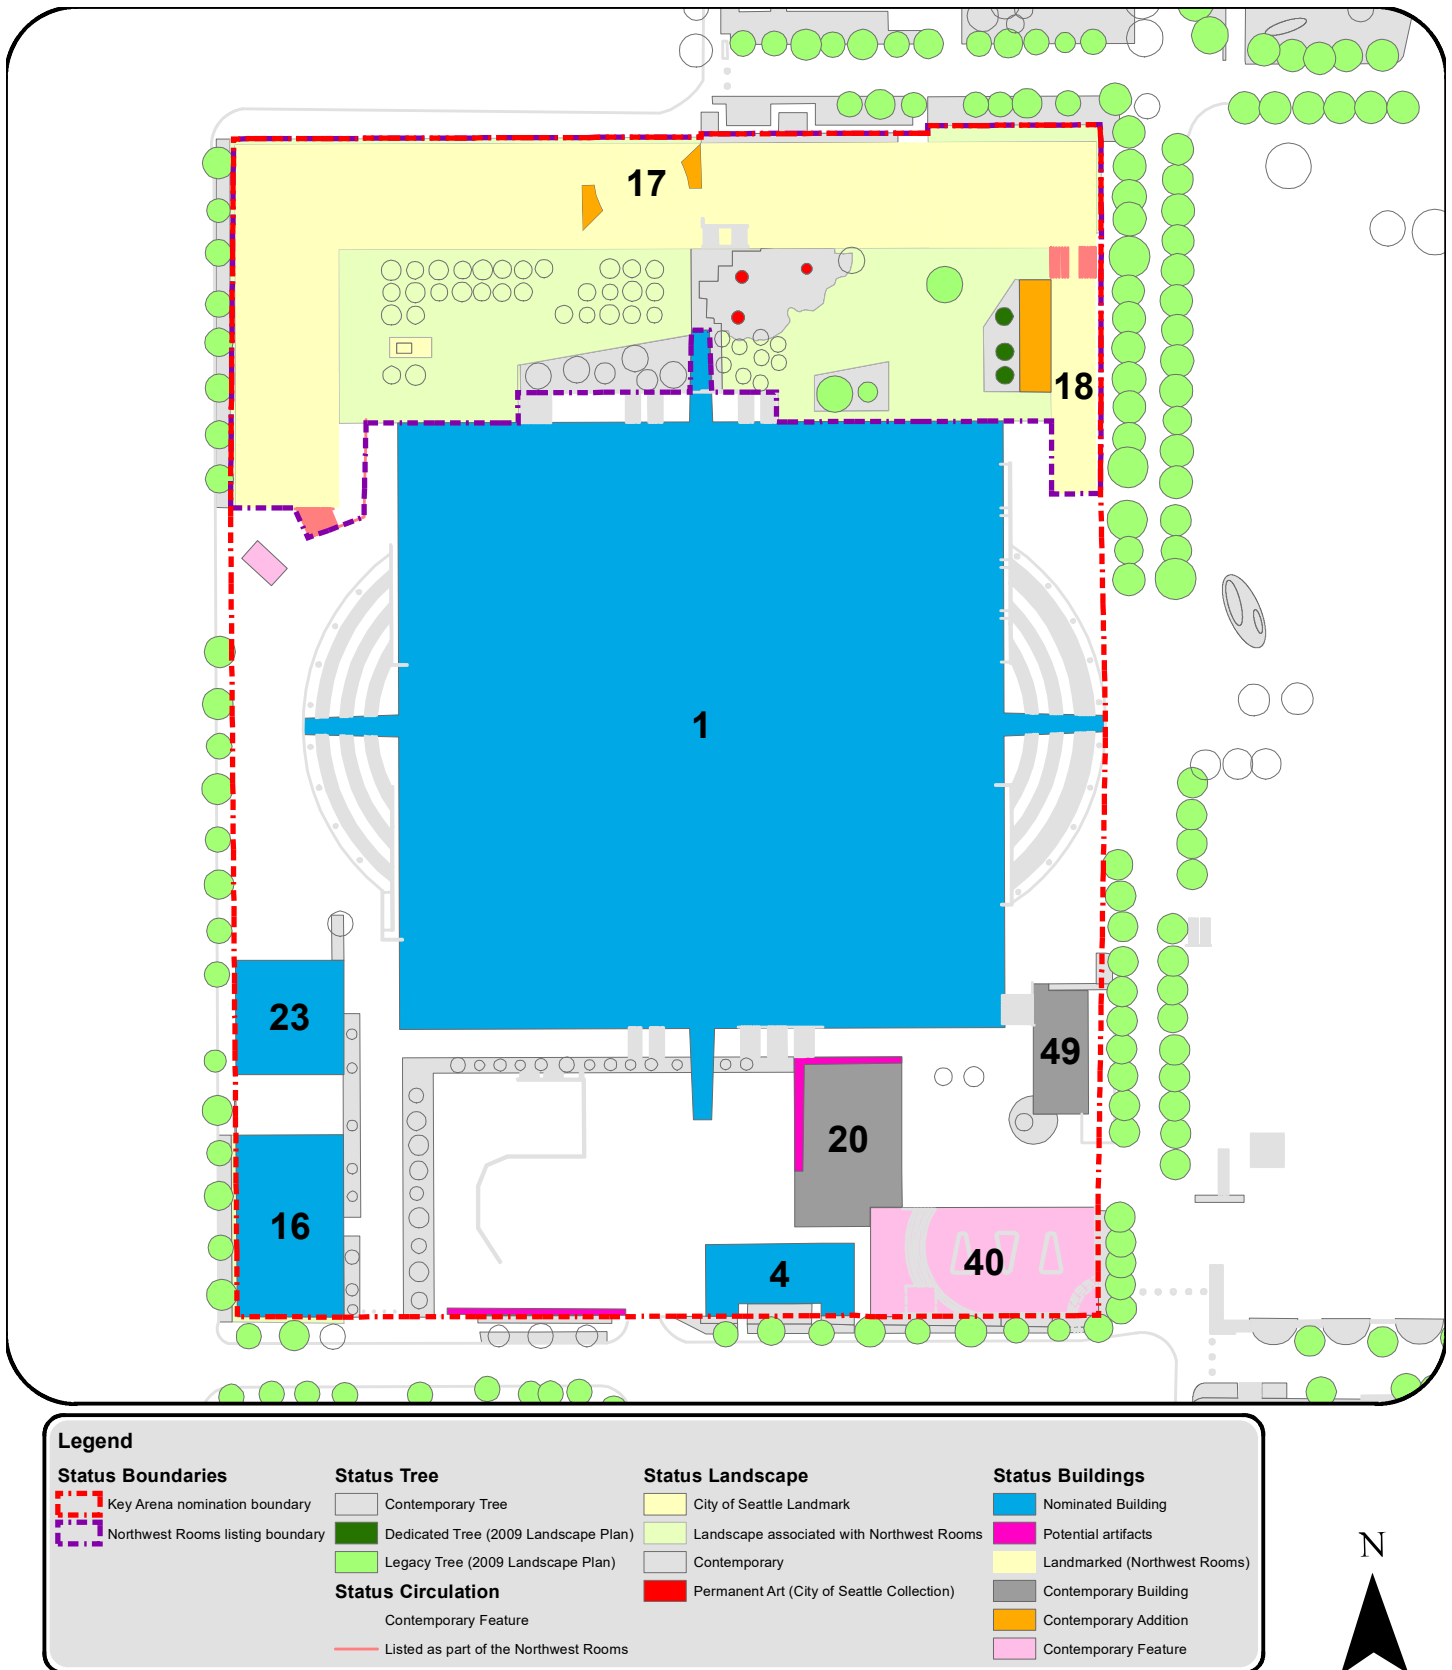 17
18
1
23
49
20
16
4
40
Legend
Status Boundaries
Key Arena nomination boundary
Northwest Rooms listing boundary
Status Tree
Contemporary Tree
Dedicated Tree (2009 Landscape Plan)
Legacy Tree (2009 Landscape Plan)
Status Circulation
Contemporary Feature
Listed as part of the Northwest Rooms
Status Landscape
City of Seattle Landmark
Landscape associated with Northwest Rooms
Contemporary
Permanent Art (City of Seattle Collection)
Status Buildings
Nominated Building
Potential artifacts
Landmarked (Northwest Rooms)
Contemporary Building
Contemporary Addition
Contemporary Feature
N